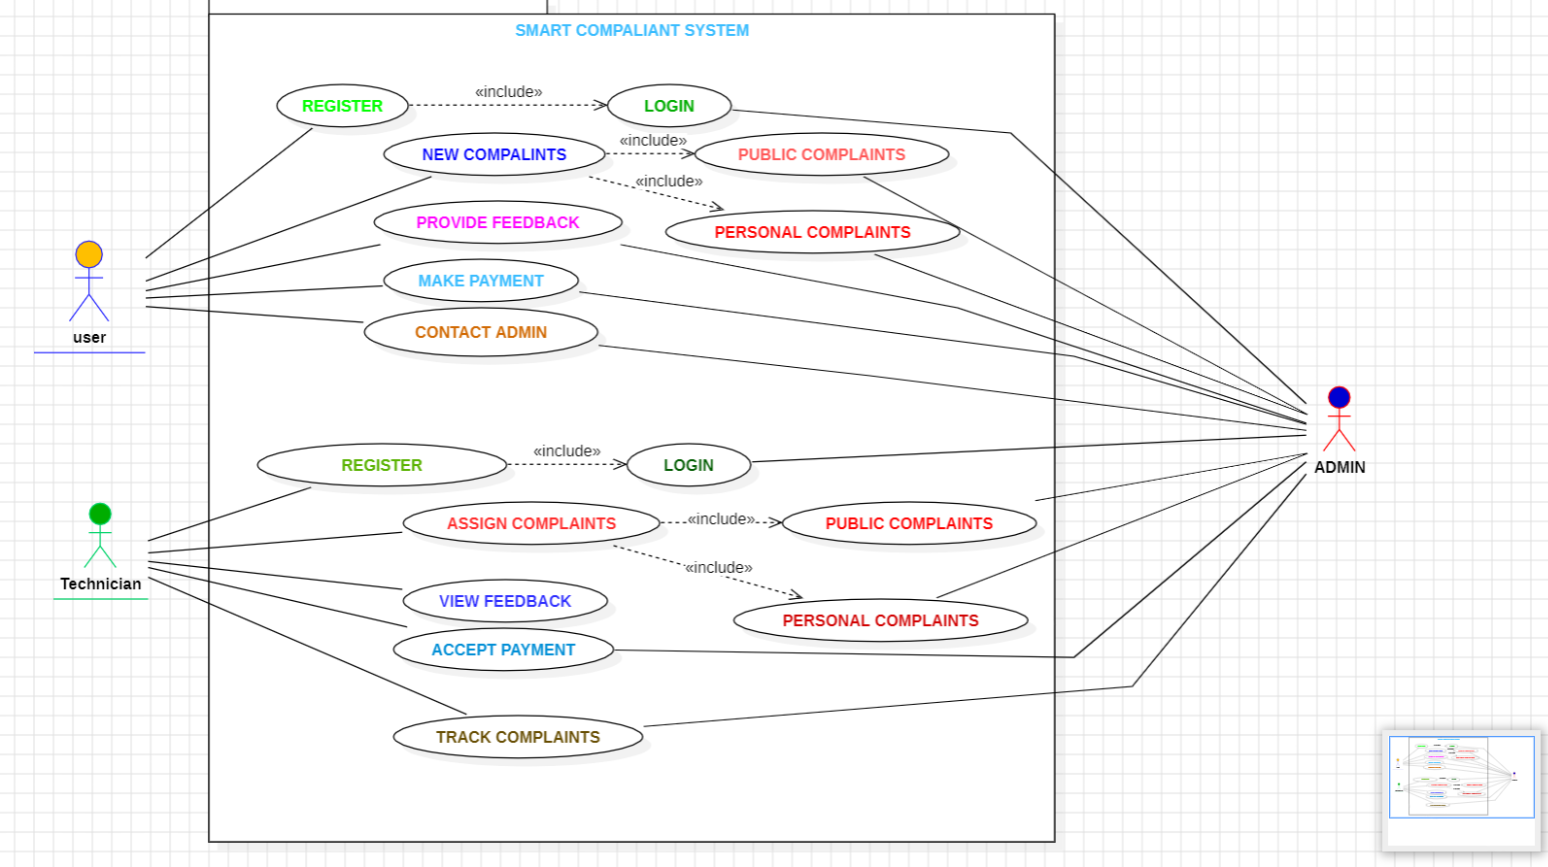 SMART COMPALIANT SYSTEM
REGISTER
«include»
LOGIN
NEW COMPALINTS
«include»
PUBLIC COMPLAINTS
«include»
PROVIDE FEEDBACK
PERSONAL COMPLAINTS
MAKE PAYMENT
CONTACT ADMIN
user
ADMIN
REGISTER
«include»
LOGIN
ASSIGN COMPLAINTS
«include»
PUBLIC COMPLAINTS
«include»
Technician
VIEW FEEDBACK
PERSONAL COMPLAINTS
ACCEPT PAYMENT
TRACK COMPLAINTS